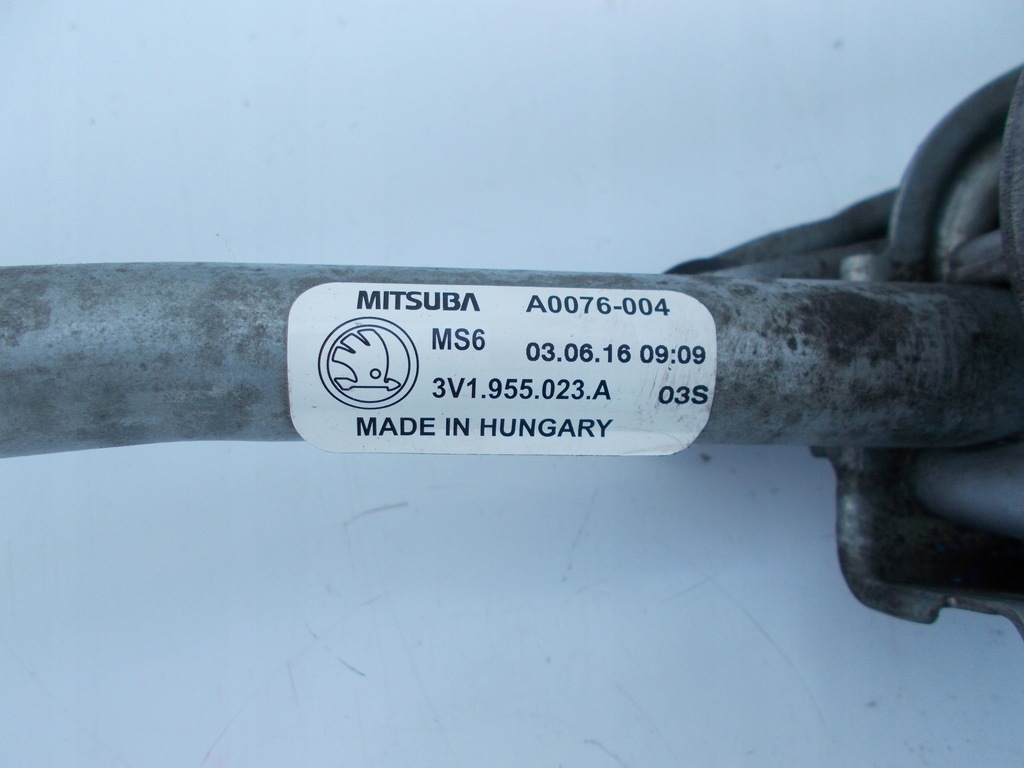 MITSUBA A0076-004
MS6 03.06.16 09:09
3V1.955.023.A 03S
MADE IN HUNGARY